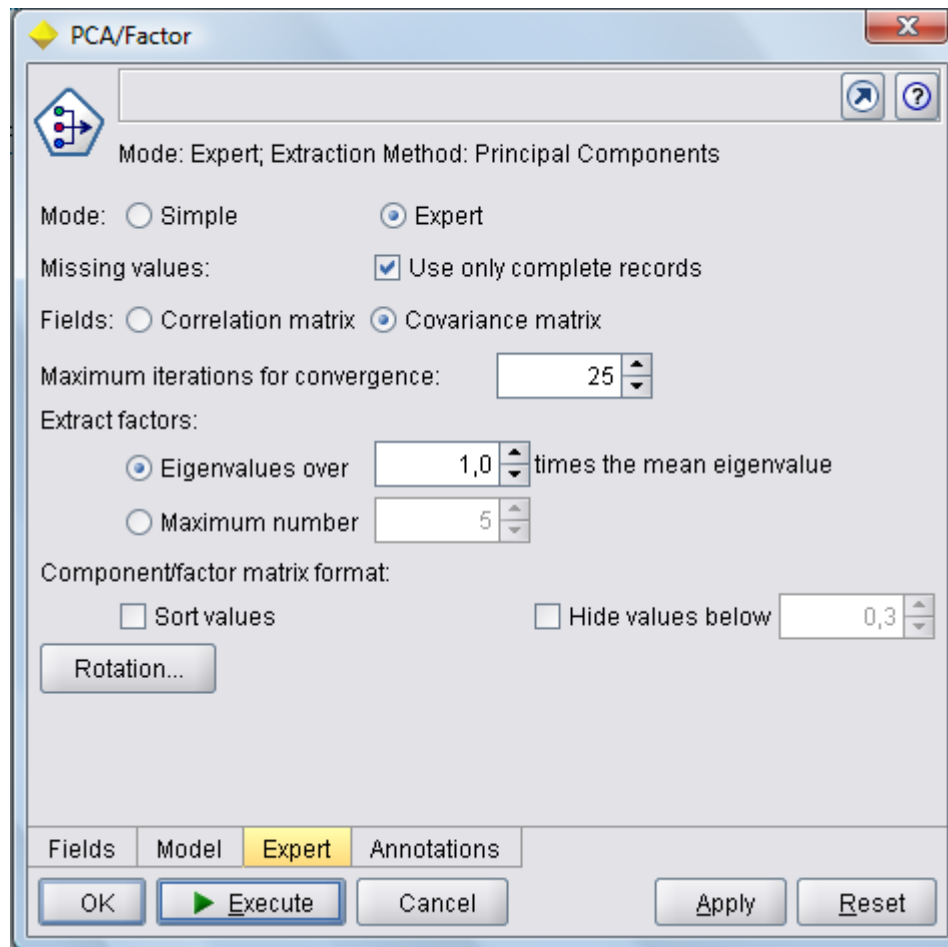 PCA/Factor
Mode: Expert; Extraction Method: Principal Components
Mode: Simple Expert
Missing values: Use only complete records
Fields: Correlation matrix Covariance matrix
Maximum iterations for convergence: 25
Extract factors:
Eigenvalues over 1,0 times the mean eigenvalue
Maximum number 5
Component/factor matrix format:
Sort values Hide values below 0,3
Rotation...
Fields Model Expert Annotations
OK Execute Cancel Apply Reset